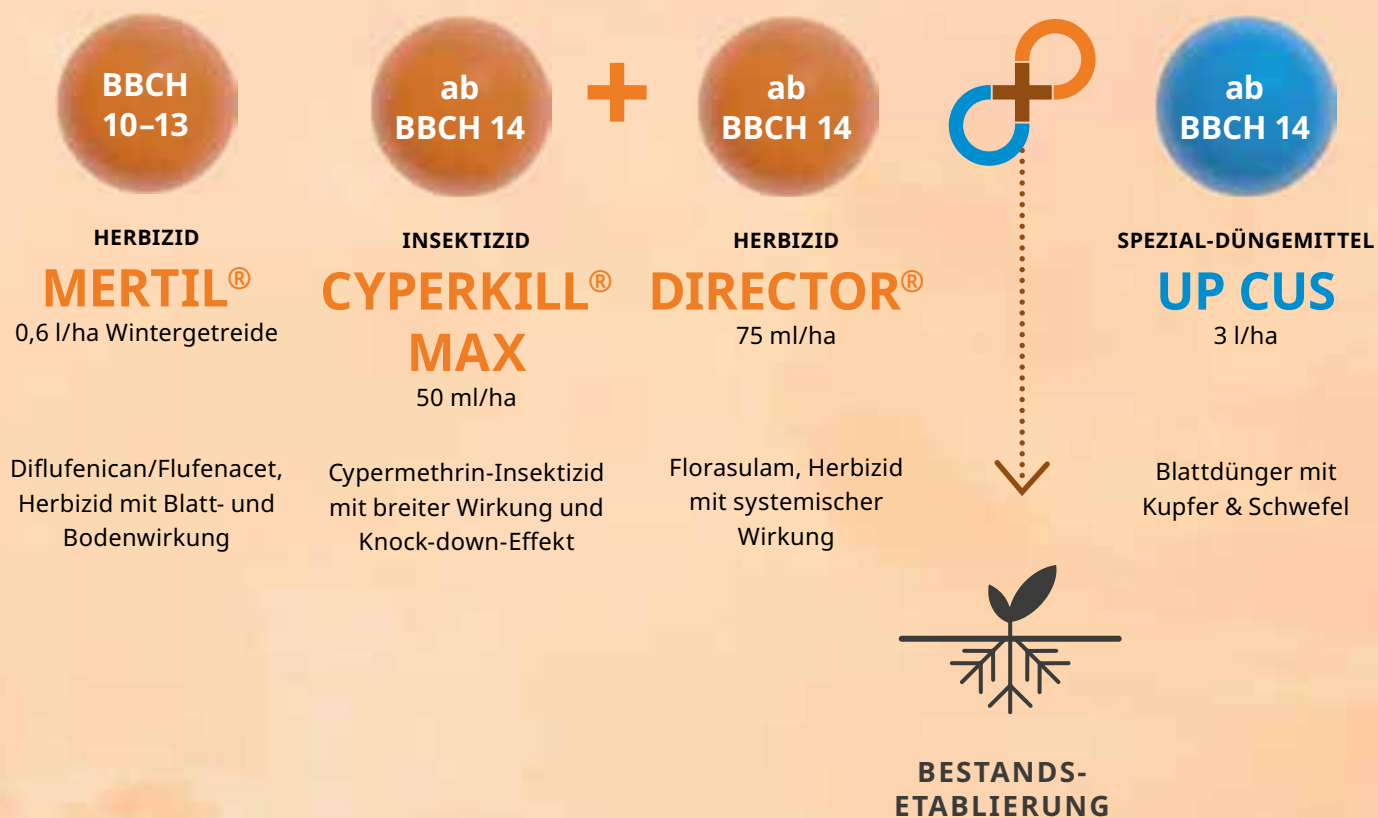 BBCH
10–13
HERBIZID
MERTIL®
0,6 l/ha Wintergetreide
Diflufenican/Flufenacet,
Herbizid mit Blatt- und
Bodenwirkung
ab
BBCH 14
INSEKTIZID
CYPERKILL®
MAX
50 ml/ha
Cypermethrin-Insektizid
mit breiter Wirkung und
Knock-down-Effekt
+
ab
BBCH 14
HERBIZID
DIRECTOR®
75 ml/ha
Florasulam, Herbizid
mit systemischer
Wirkung
ab
BBCH 14
SPEZIAL-DÜNGEMITTEL
UP CUS
3 l/ha
Blattdünger mit
Kupfer & Schwefel
BESTANDS-
ETABLIERUNG